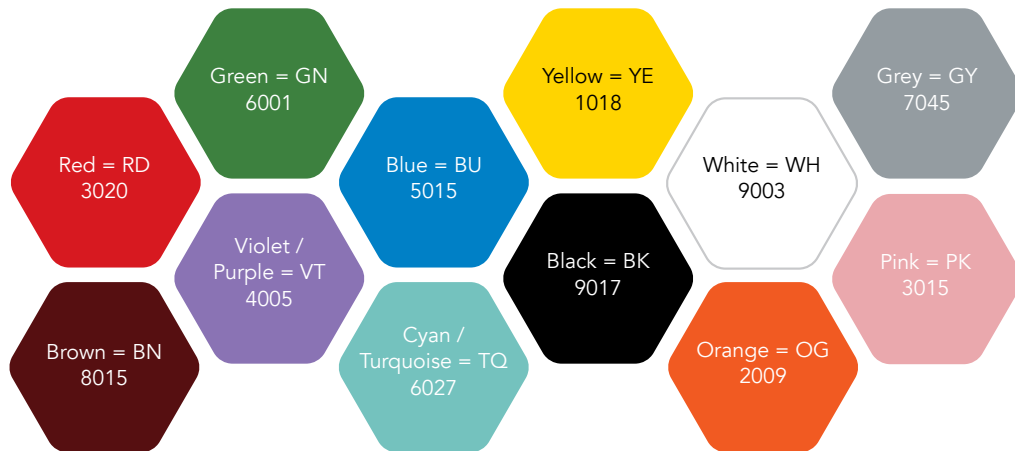 Green = GN
6001
Yellow = YE
1018
Grey = GY
7045
Red = RD
3020
Blue = BU
5015
White = WH
9003
Violet /
Purple = VT
4005
Black = BK
9017
Pink = PK
3015
Brown = BN
8015
Cyan /
Turquoise = TQ
6027
Orange = OG
2009